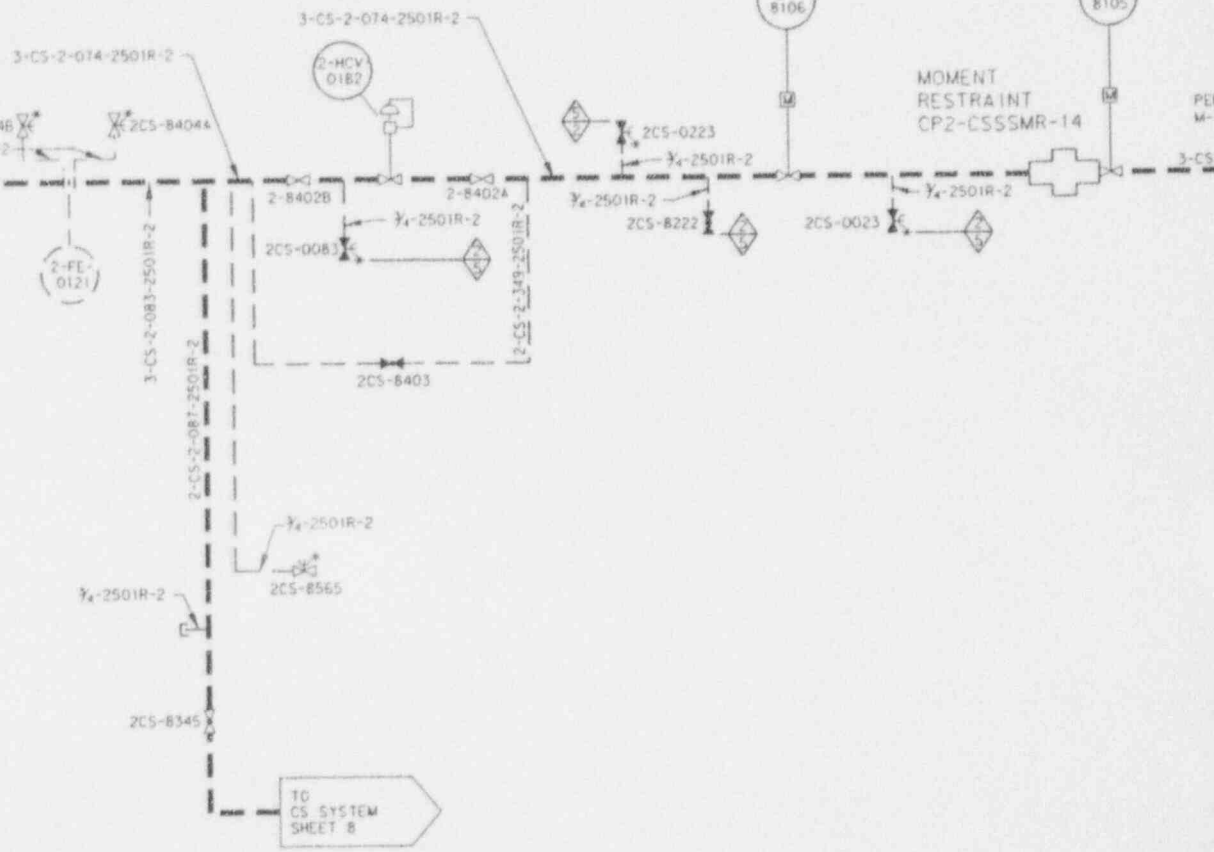 8106
8105
3-CS-2-074-2501R-2
3-CS-2-074-2501R-2
2-HCV-
0182
MOMENT
RESTRAINT
CP2-CSSSMR-14
2CS-8404A
2CS-0223
3/4-2501R-2
3-CS
2-8402B
2-8402A
3/4-2501R-2
3/4-2501R-2
3/4-2501R-2
2CS-8222
2CS-0023
2CS-0083
2-FE-
0121
3-CS-2-083-2501R-2
2-CS-2-087-2501R-2
2-CS-2-349-2501R-2
2CS-8403
3/4-2501R-2
2CS-8565
3/4-2501R-2
2CS-8345
TO
CS SYSTEM
SHEET 8